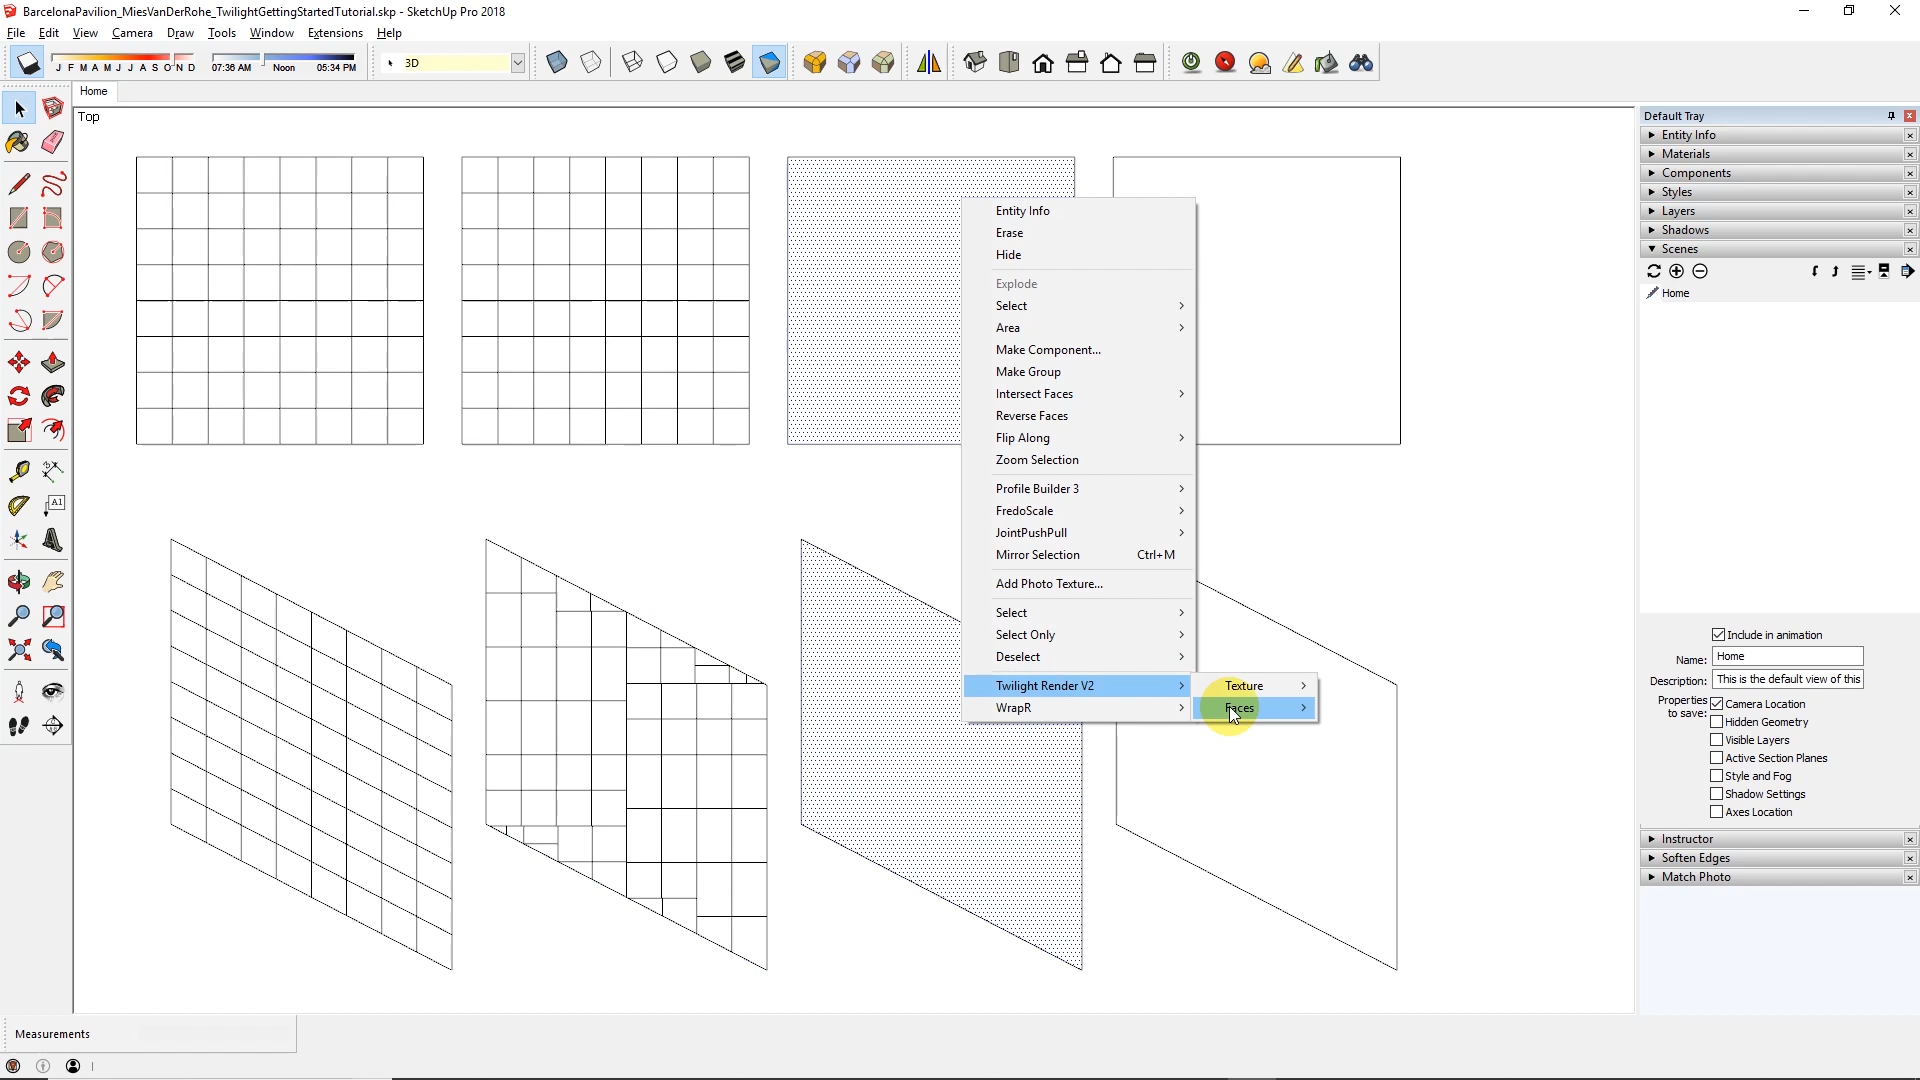 BarcelonaPavilion_MiesVanDerRohe_TwilightGettingStartedTutorial.skp - SketchUp Pro 2018
File Edit View Camera Draw Tools Window Extensions Help
J F M A M J J A S O N D
07:36 AM Noon 05:34 PM
3D
Home
Top
A1
Entity Info
Erase
Hide
Explode
Select
Area
Make Component...
Make Group
Intersect Faces
Reverse Faces
Flip Along
Zoom Selection
Profile Builder 3
FredoScale
JointPushPull
Mirror Selection Ctrl+M
Add Photo Texture...
Select
Select Only
Deselect
Twilight Render V2
WrapR
Texture
Faces
Default Tray
Entity Info
Materials
Components
Styles
Layers
Shadows
Scenes
Home
Include in animation
Name: Home
Description: This is the default view of this
Properties to save:
Camera Location
Hidden Geometry
Visible Layers
Active Section Planes
Style and Fog
Shadow Settings
Axes Location
Instructor
Soften Edges
Match Photo
Measurements